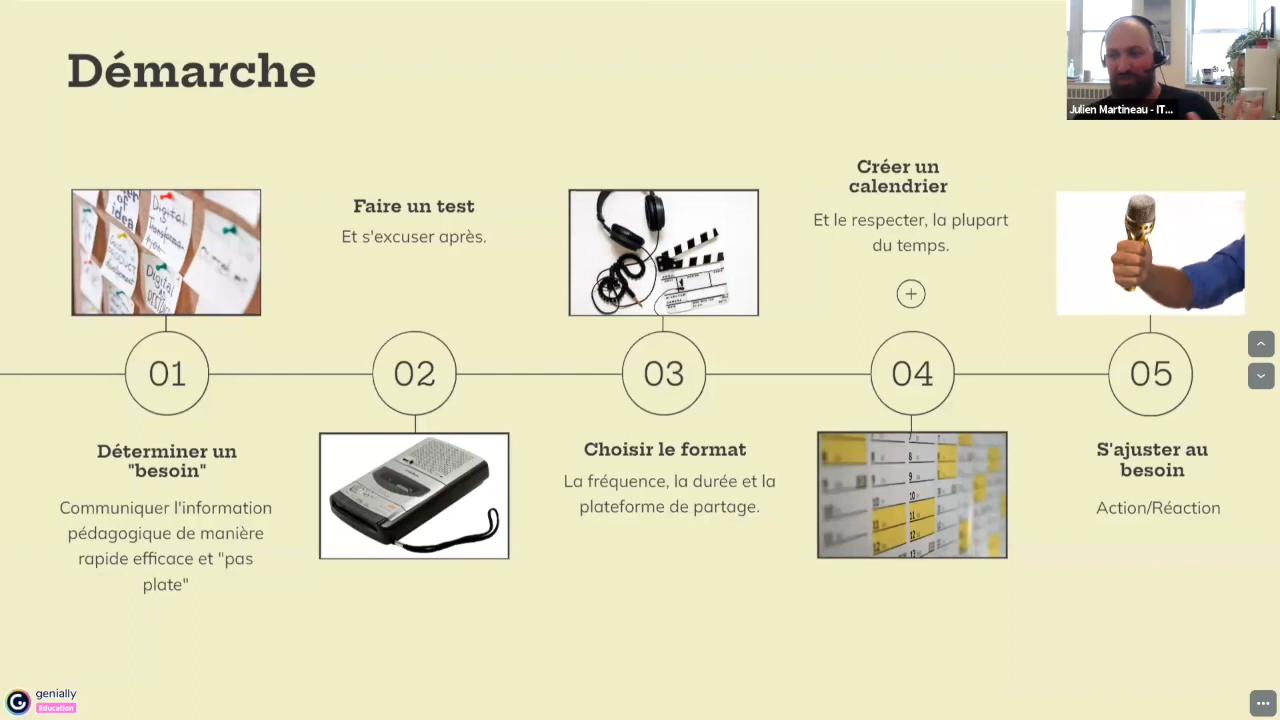 Démarche
Julien Martineau - IT...
01
Déterminer un
"besoin"
Communiquer l'information
pédagogique de manière
rapide efficace et "pas
plate"
Faire un test
Et s'excuser après.
02
03
Choisir le format
La fréquence, la durée et la
plateforme de partage.
Créer un
calendrier
Et le respecter, la plupart
du temps.
04
05
S'ajuster au
besoin
Action/Réaction
genially
Education